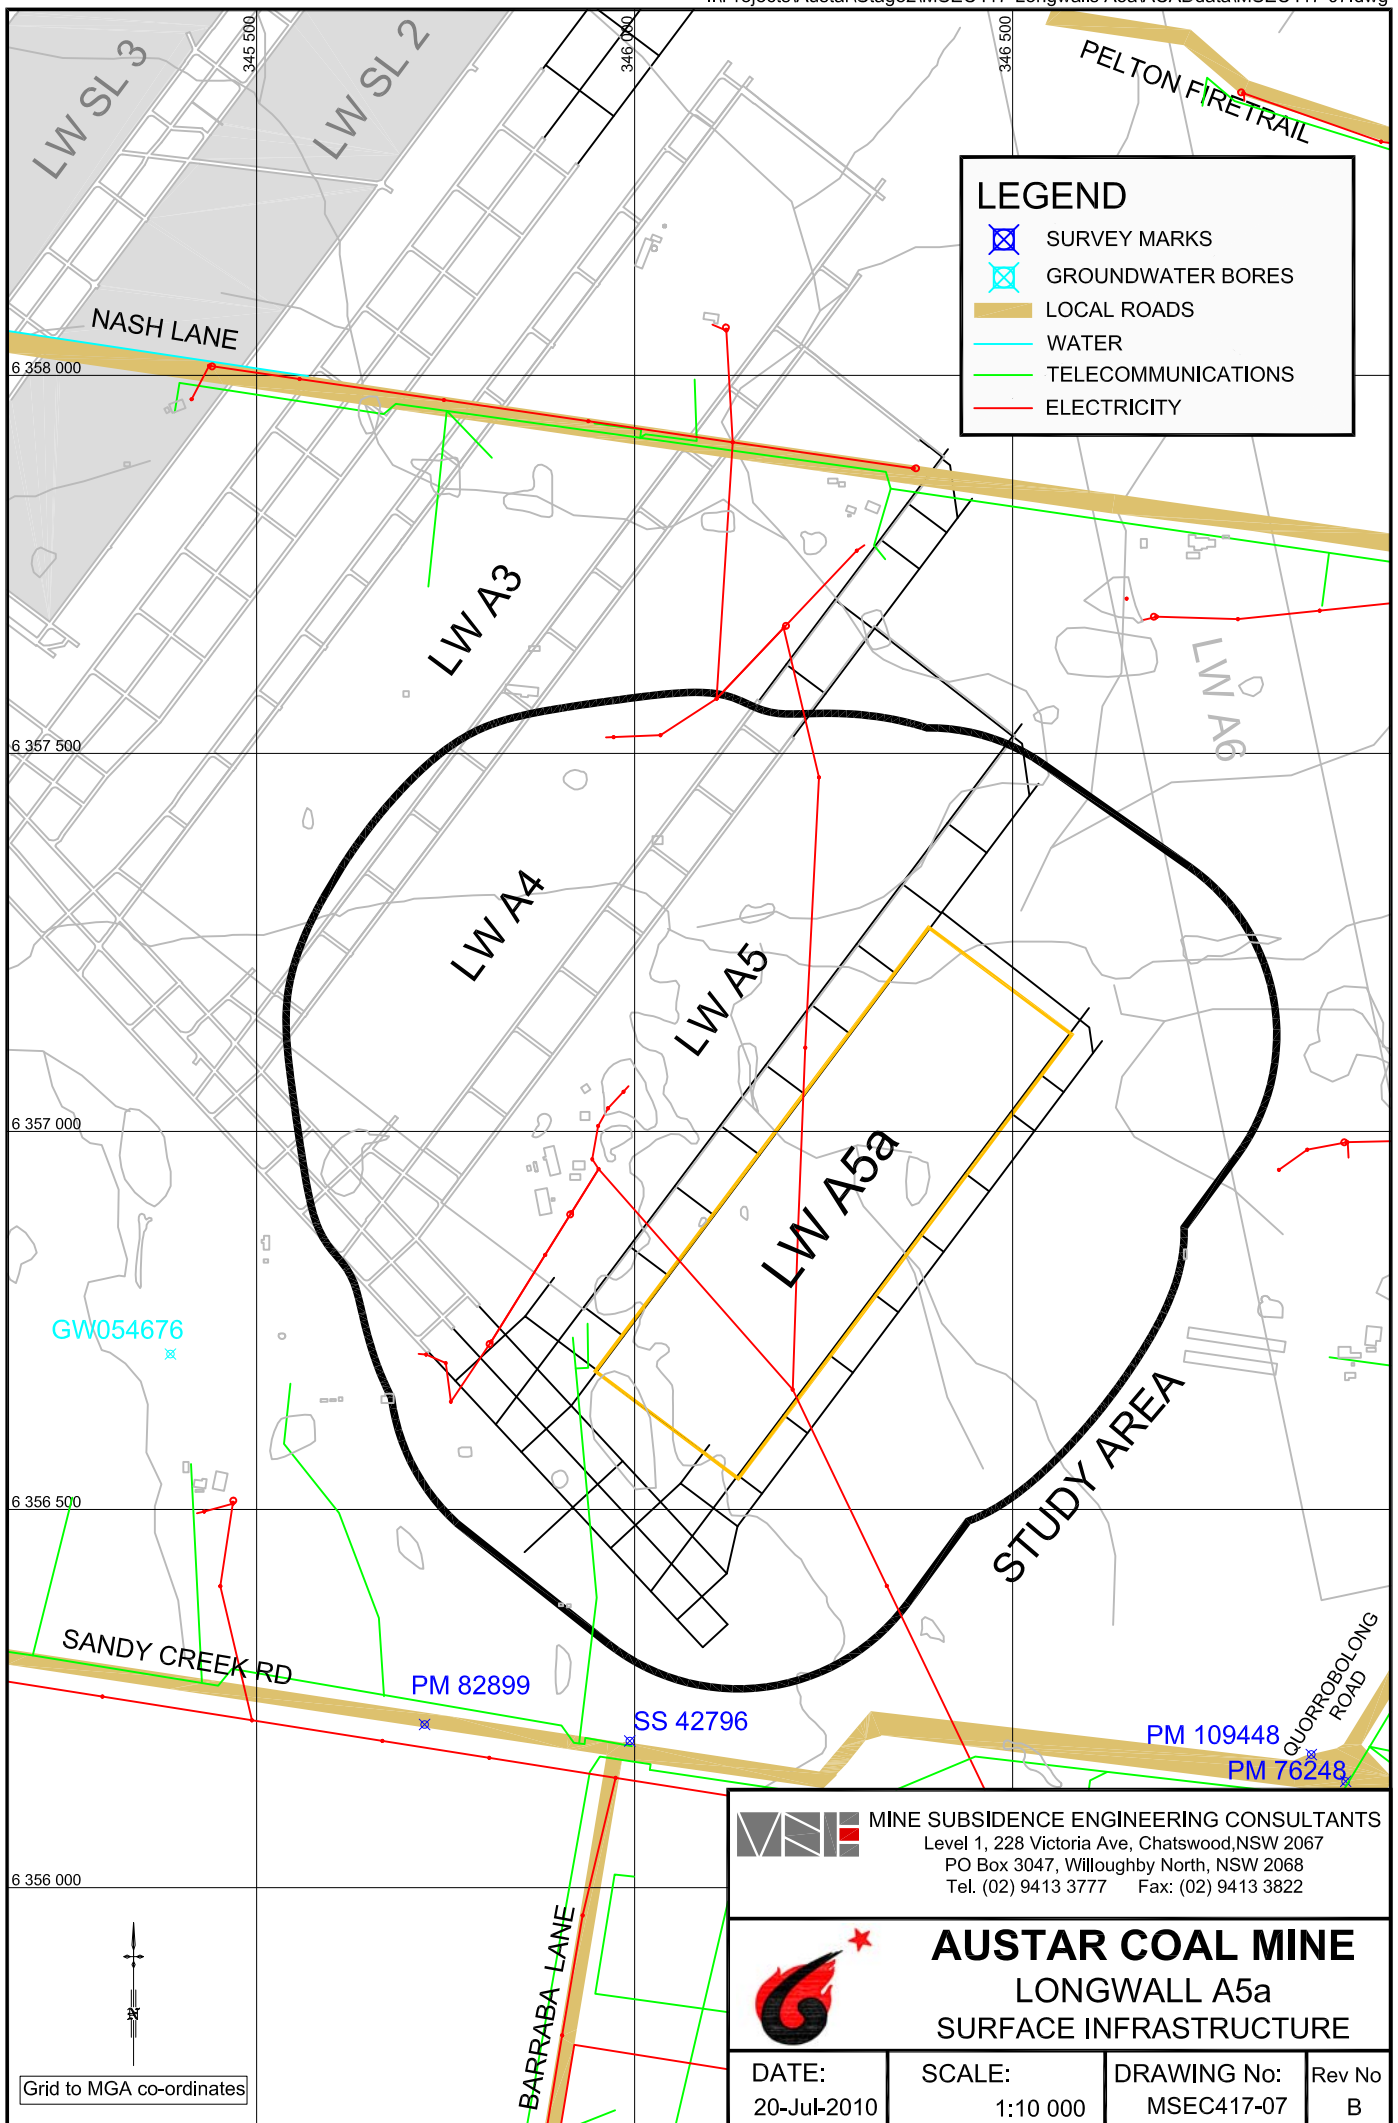 345 500
346 000
346 500
LW SL 3
LW SL 2
PELTON FIRETRAIL
LEGEND
SURVEY MARKS
GROUNDWATER BORES
LOCAL ROADS
WATER
TELECOMMUNICATIONS
ELECTRICITY
NASH LANE
6 358 000
LW A3
LW A6
6 357 500
LW A4
LW A5
6 357 000
LW A5a
GW054676
STUDY AREA
6 356 500
SANDY CREEK RD
PM 82899
SS 42796
PM 109448
QUORROBOLONG
ROAD
PM 76248
6 356 000
BARRABA LANE
N
Grid to MGA co-ordinates
MINE SUBSIDENCE ENGINEERING CONSULTANTS
Level 1, 228 Victoria Ave, Chatswood,NSW 2067
PO Box 3047, Willoughby North, NSW 2068
Tel. (02) 9413 3777 Fax: (02) 9413 3822
AUSTAR COAL MINE
LONGWALL A5a
SURFACE INFRASTRUCTURE
DATE:
20-Jul-2010
SCALE:
1:10 000
DRAWING No:
MSEC417-07
Rev No
B